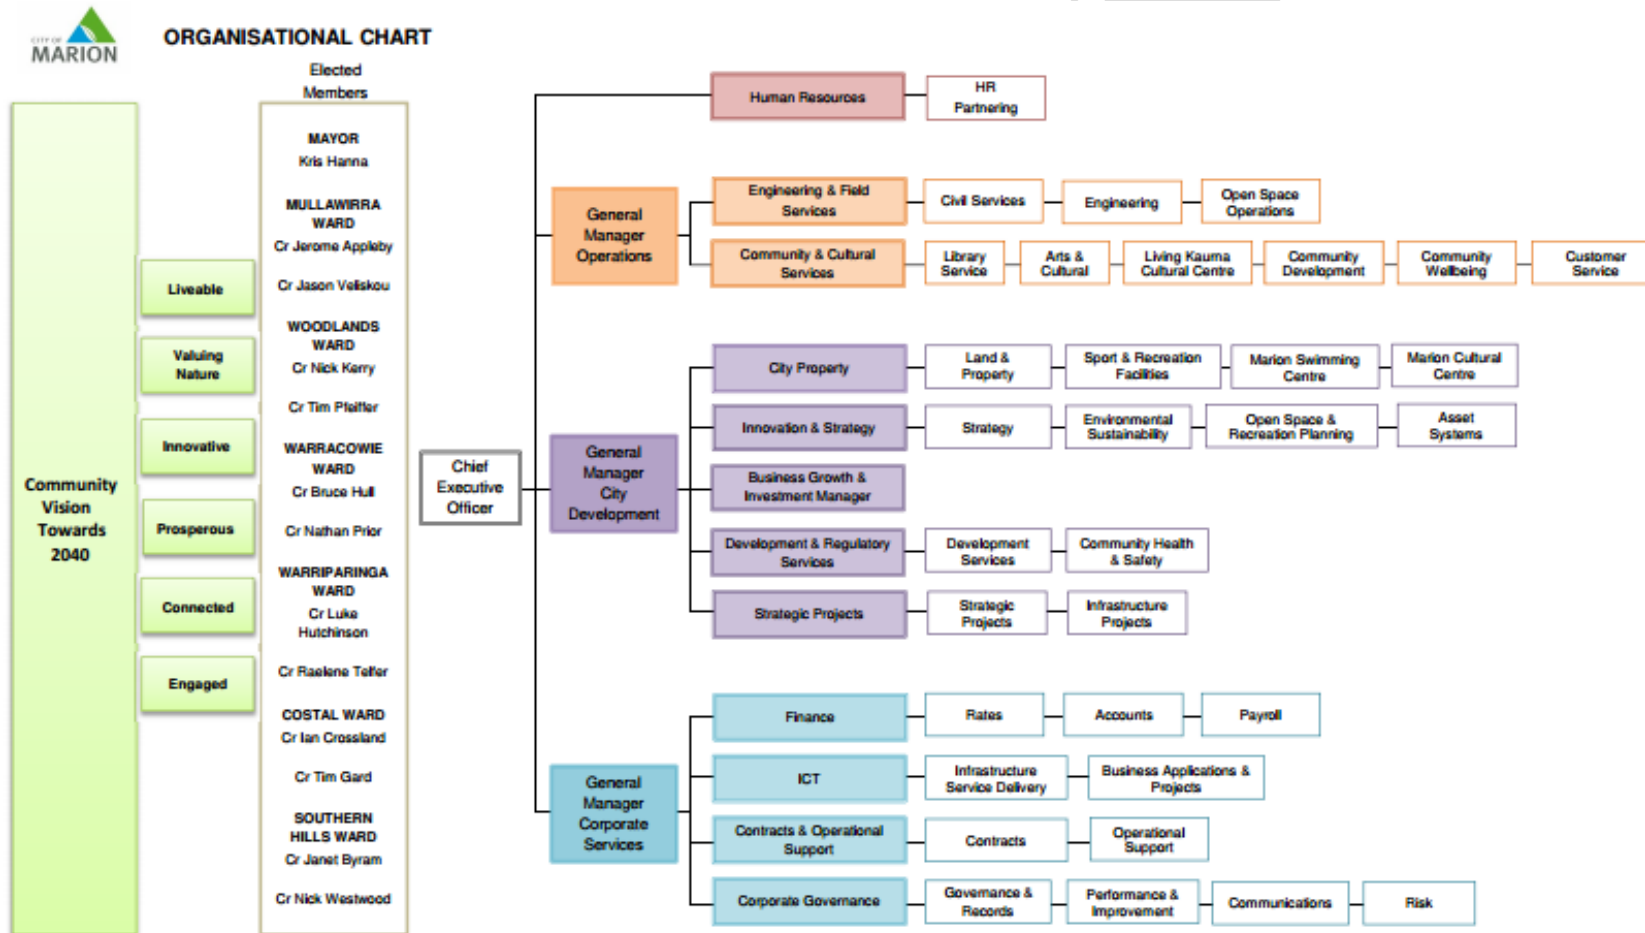 CITY OF
MARION
ORGANISATIONAL CHART
Elected
Members
Community
Vision
Towards
2040
Liveable
Valuing
Nature
Innovative
Prosperous
Connected
Engaged
MAYOR
Kris Hanna
MULLAWIRRA
WARD
Cr Jerome Appleby
Cr Jason Veliskou
WOODLANDS
WARD
Cr Nick Kerry
Cr Tim Pfeiffer
WARRACOWIE
WARD
Cr Bruce Hull
Cr Nathan Prior
WARRIPARINGA
WARD
Cr Luke
Hutchinson
Cr Raelene Telfer
COSTAL WARD
Cr Ian Crossland
Cr Tim Gard
SOUTHERN
HILLS WARD
Cr Janet Byram
Cr Nick Westwood
Chief
Executive
Officer
Human Resources
HR
Partnering
General
Manager
Operations
Engineering & Field
Services
Civil Services
Engineering
Open Space
Operations
Community & Cultural
Services
Library
Service
Arts &
Cultural
Living Kaurna
Cultural Centre
Community
Development
Community
Wellbeing
Customer
Service
General
Manager
City
Development
City Property
Land &
Property
Sport & Recreation
Facilities
Marion Swimming
Centre
Marion Cultural
Centre
Innovation & Strategy
Strategy
Environmental
Sustainability
Open Space &
Recreation Planning
Asset
Systems
Business Growth &
Investment Manager
Development & Regulatory
Services
Development
Services
Community Health
& Safety
Strategic Projects
Strategic
Projects
Infrastructure
Projects
General
Manager
Corporate
Services
Finance
Rates
Accounts
Payroll
ICT
Infrastructure
Service Delivery
Business Applications &
Projects
Contracts & Operational
Support
Contracts
Operational
Support
Corporate Governance
Governance &
Records
Performance &
Improvement
Communications
Risk